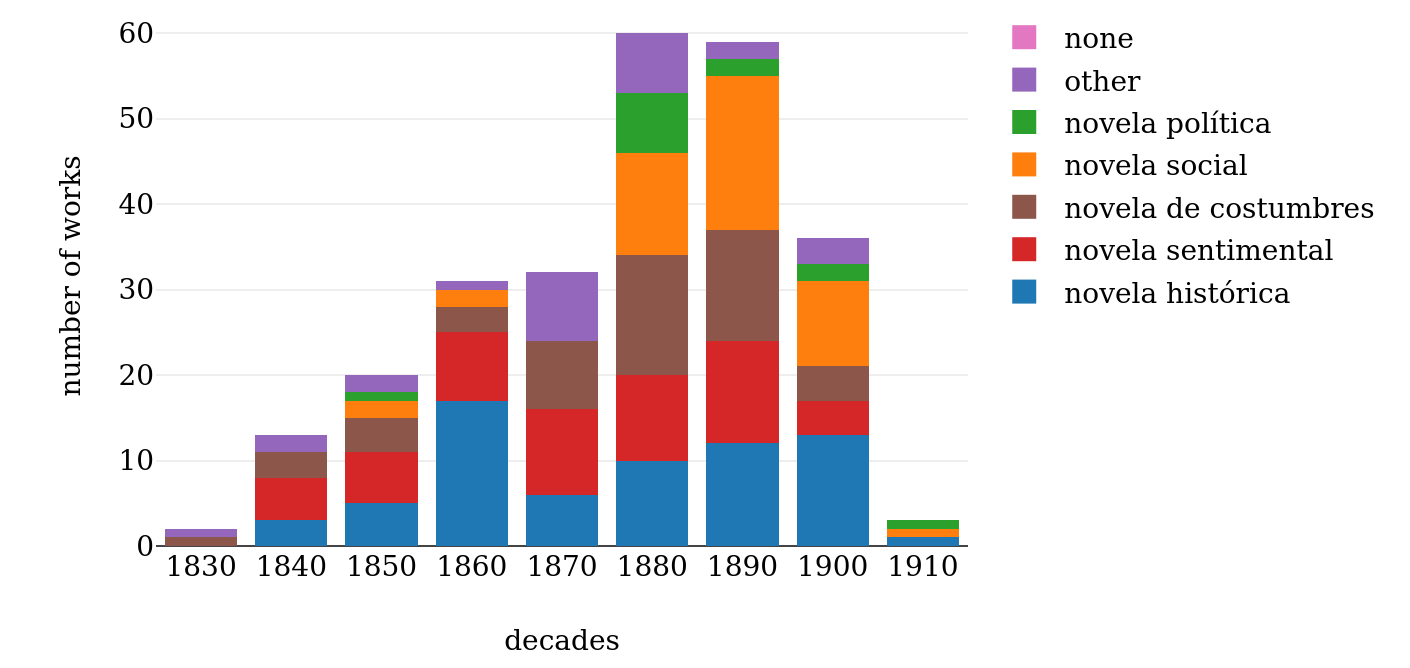 60
50
40
30
20
10
0
number of works
1830 1840 1850 1860 1870 1880 1890 1900 1910
decades
none
other
novela política
novela social
novela de costumbres
novela sentimental
novela histórica